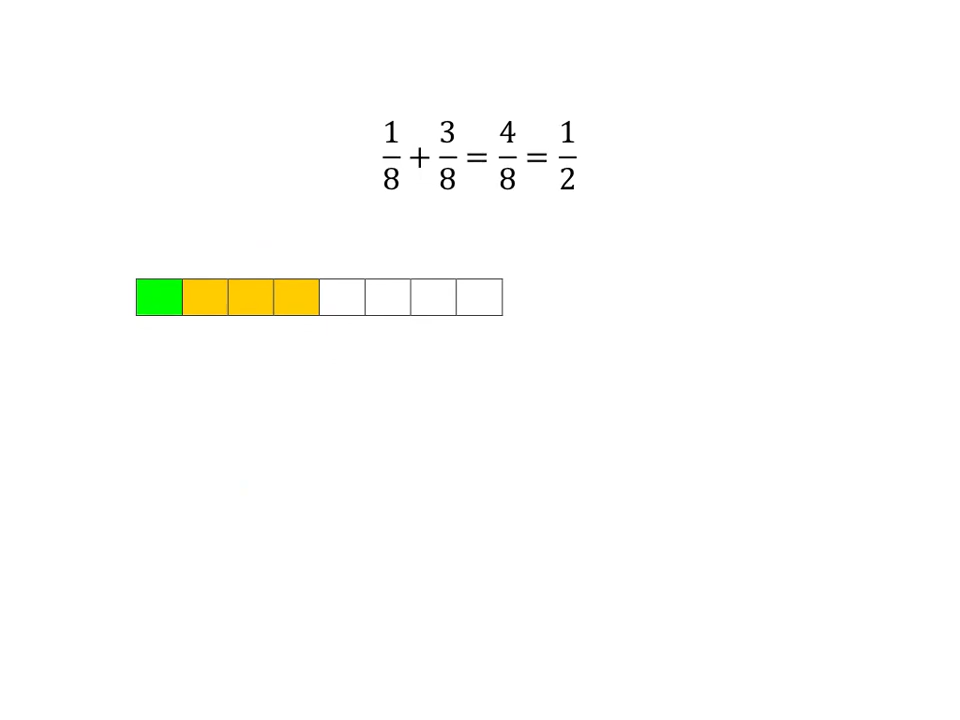 1/8 + 3/8 = 4/8 = 1/2